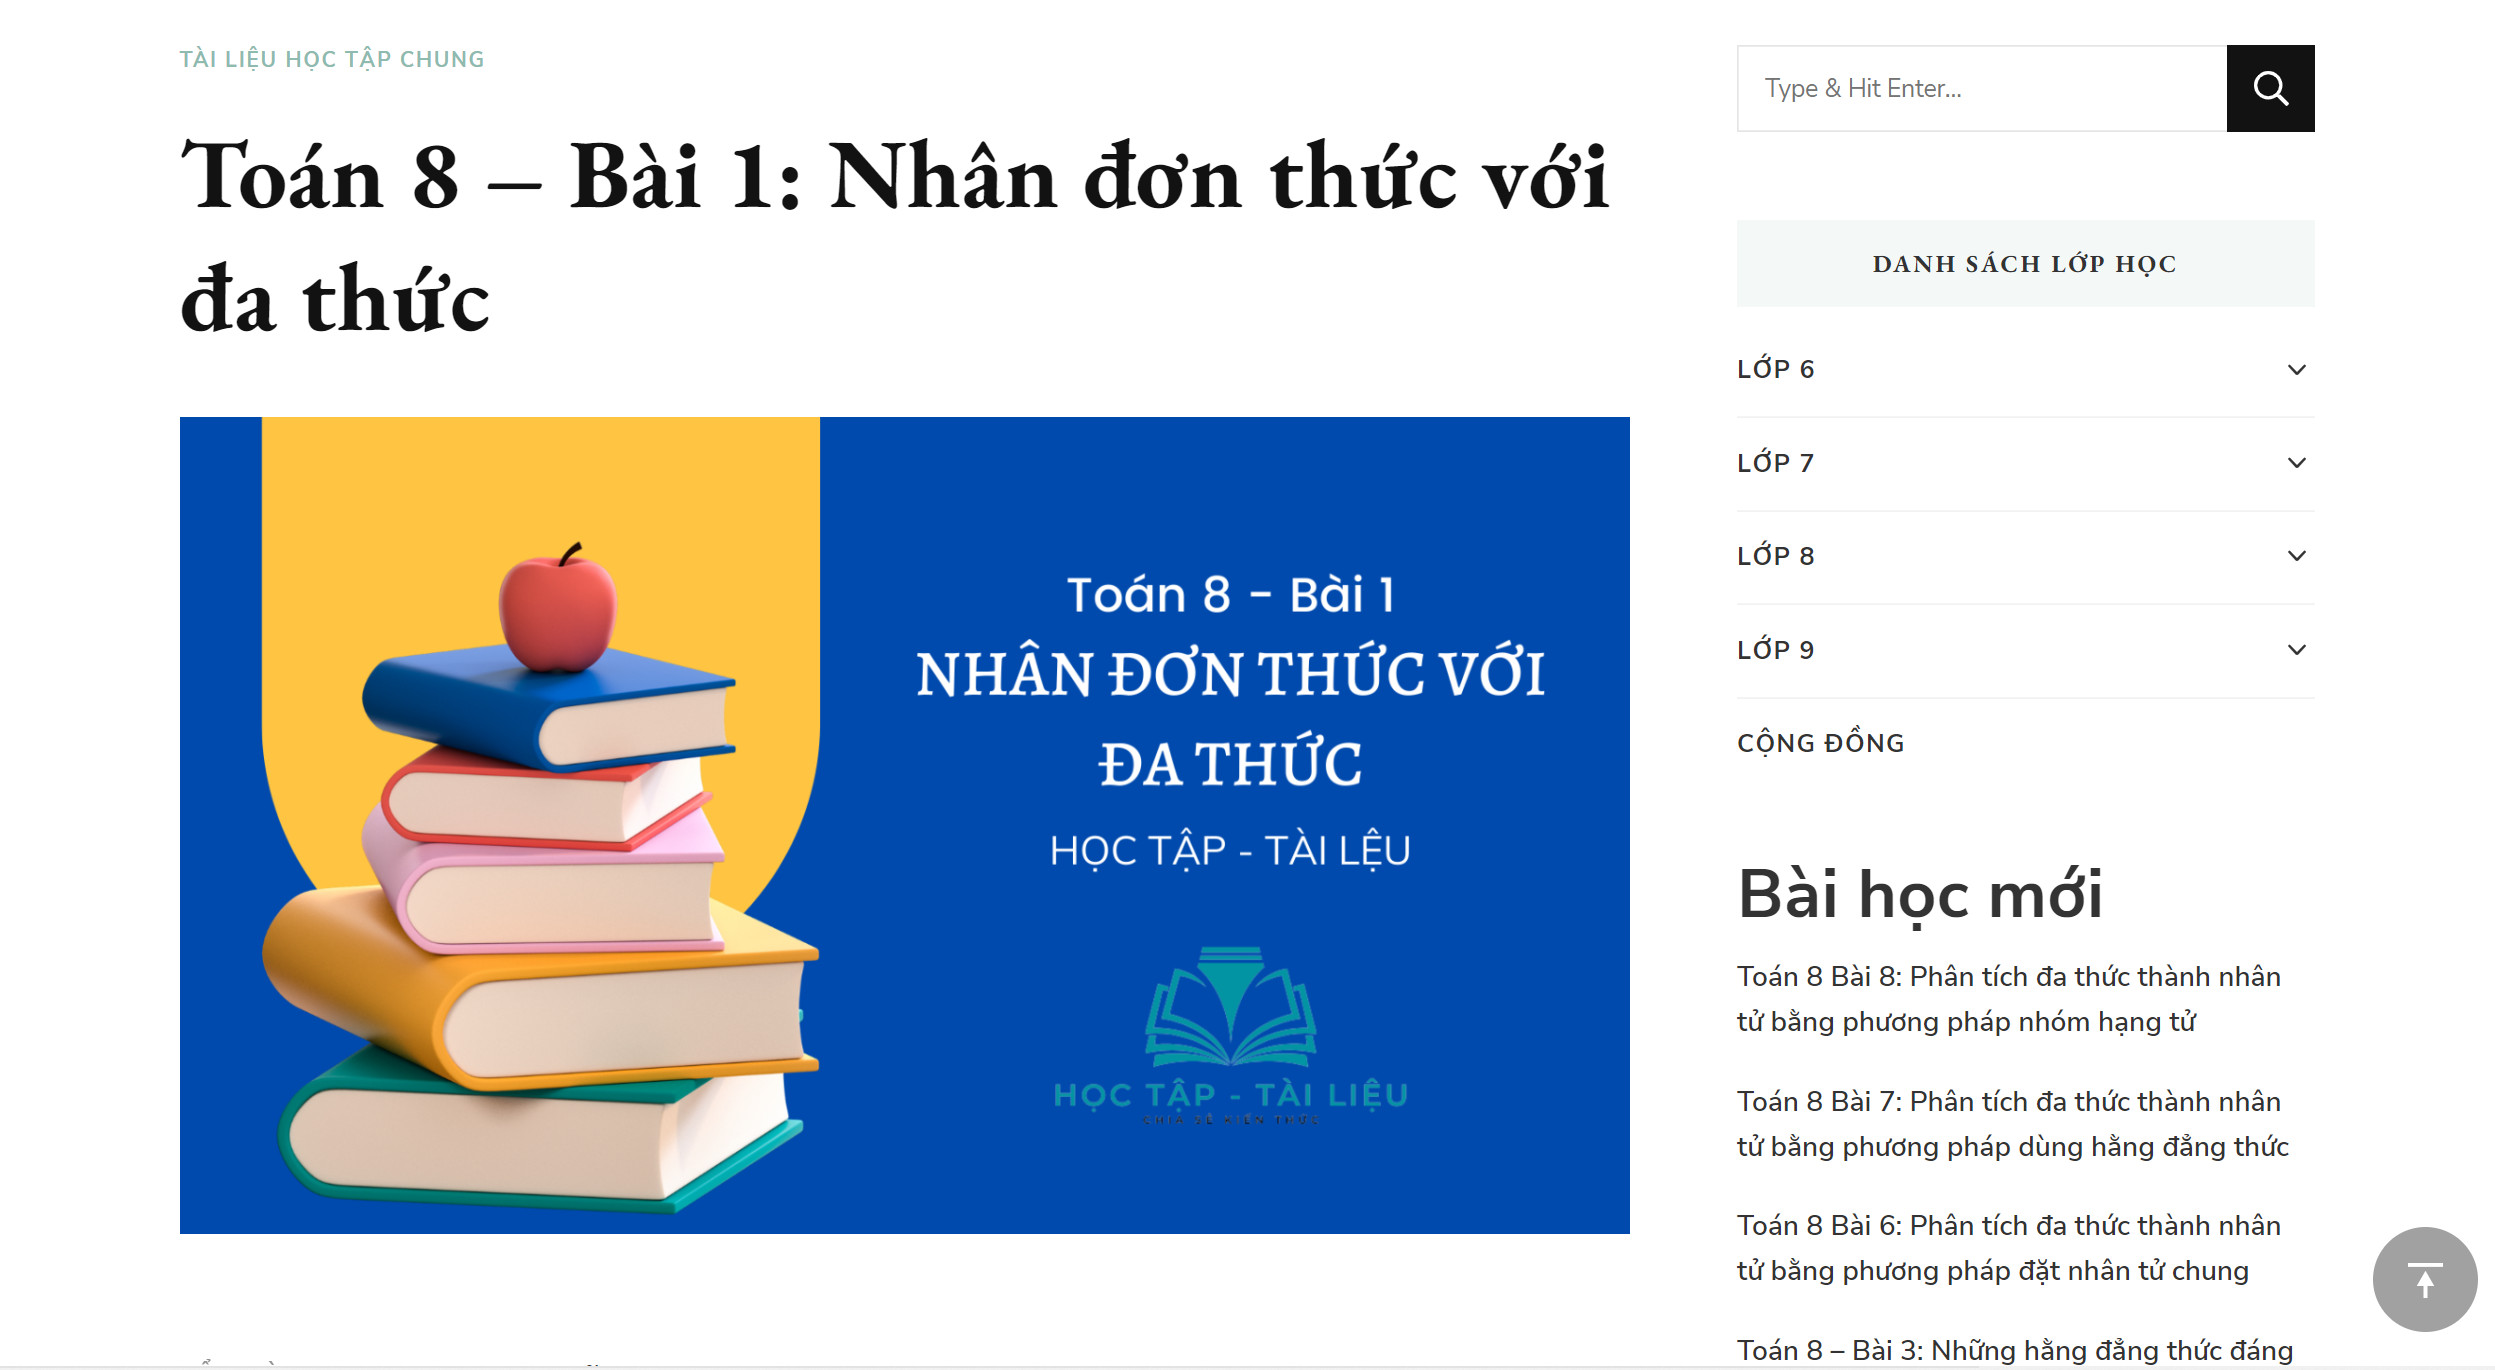 TÀI LIỆU HỌC TẬP CHUNG
Toán 8 – Bài 1: Nhân đơn thức với
đa thức
Toán 8 - Bài 1
NHÂN ĐƠN THỨC VỚI
ĐA THỨC
HỌC TẬP - TÀI LỆU
HỌC TẬP - TÀI LIỆU
CHIA SẺ KIẾN THỨC
Type & Hit Enter...
DANH SÁCH LỚP HỌC
LỚP 6
LỚP 7
LỚP 8
LỚP 9
CỘNG ĐỒNG
Bài học mới
Toán 8 Bài 8: Phân tích đa thức thành nhân
tử bằng phương pháp nhóm hạng tử
Toán 8 Bài 7: Phân tích đa thức thành nhân
tử bằng phương pháp dùng hằng đẳng thức
Toán 8 Bài 6: Phân tích đa thức thành nhân
tử bằng phương pháp đặt nhân tử chung
Toán 8 – Bài 3: Những hằng đẳng thức đáng